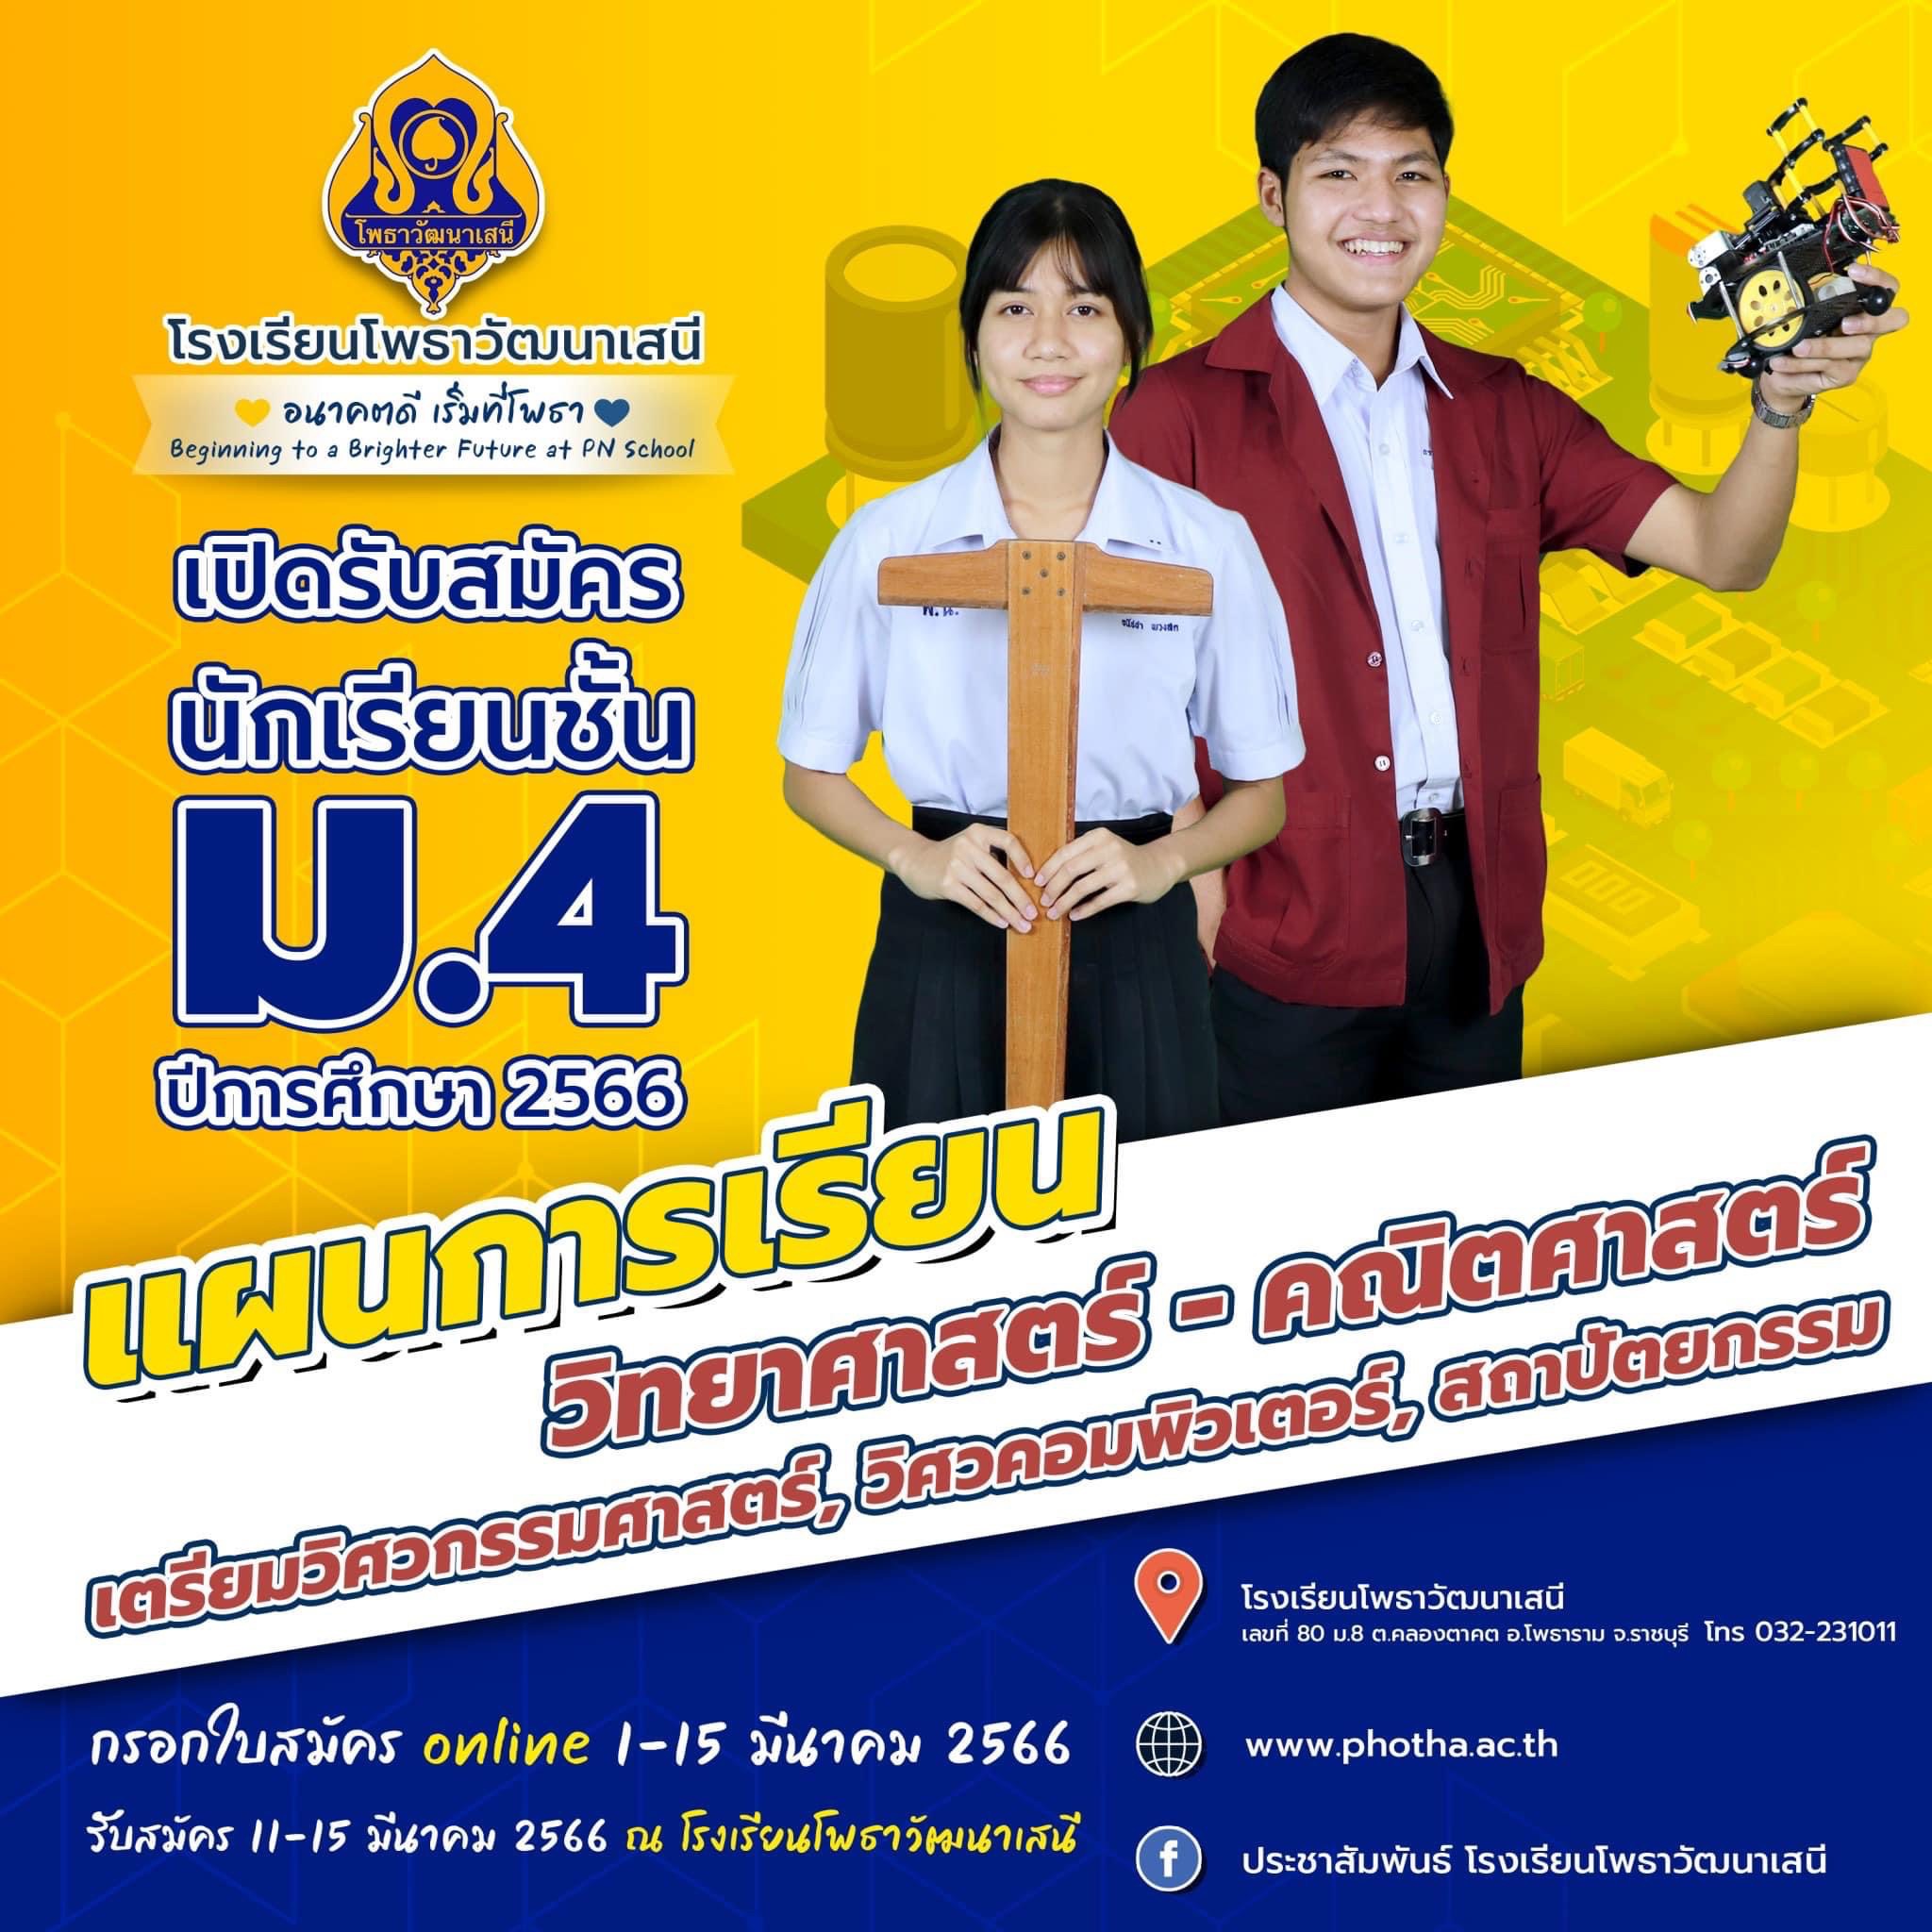 โพธาวัฒนาเสนี
โรงเรียนโพธาวัฒนาเสนี
อนาคตดี เริ่มที่โพธา
Beginning to a Brighter Future at PN School
เปิดรับสมัคร
นักเรียนชั้น
ม.4
ปีการศึกษา 2566
แผนการเรียน
วิทยาศาสตร์ - คณิตศาสตร์
เตรียมวิศวกรรมศาสตร์, วิศวคอมพิวเตอร์, สถาปัตยกรรม
โรงเรียนโพธาวัฒนาเสนี
เลขที่ 80 ม.8 ต.คลองตาคต อ.โพธาราม จ.ราชบุรี โทร 032-231011
กรอกใบสมัคร online 1-15 มีนาคม 2566
รับสมัคร 11-15 มีนาคม 2566 ณ โรงเรียนโพธาวัฒนาเสนี
www.photha.ac.th
ประชาสัมพันธ์ โรงเรียนโพธาวัฒนาเสนี